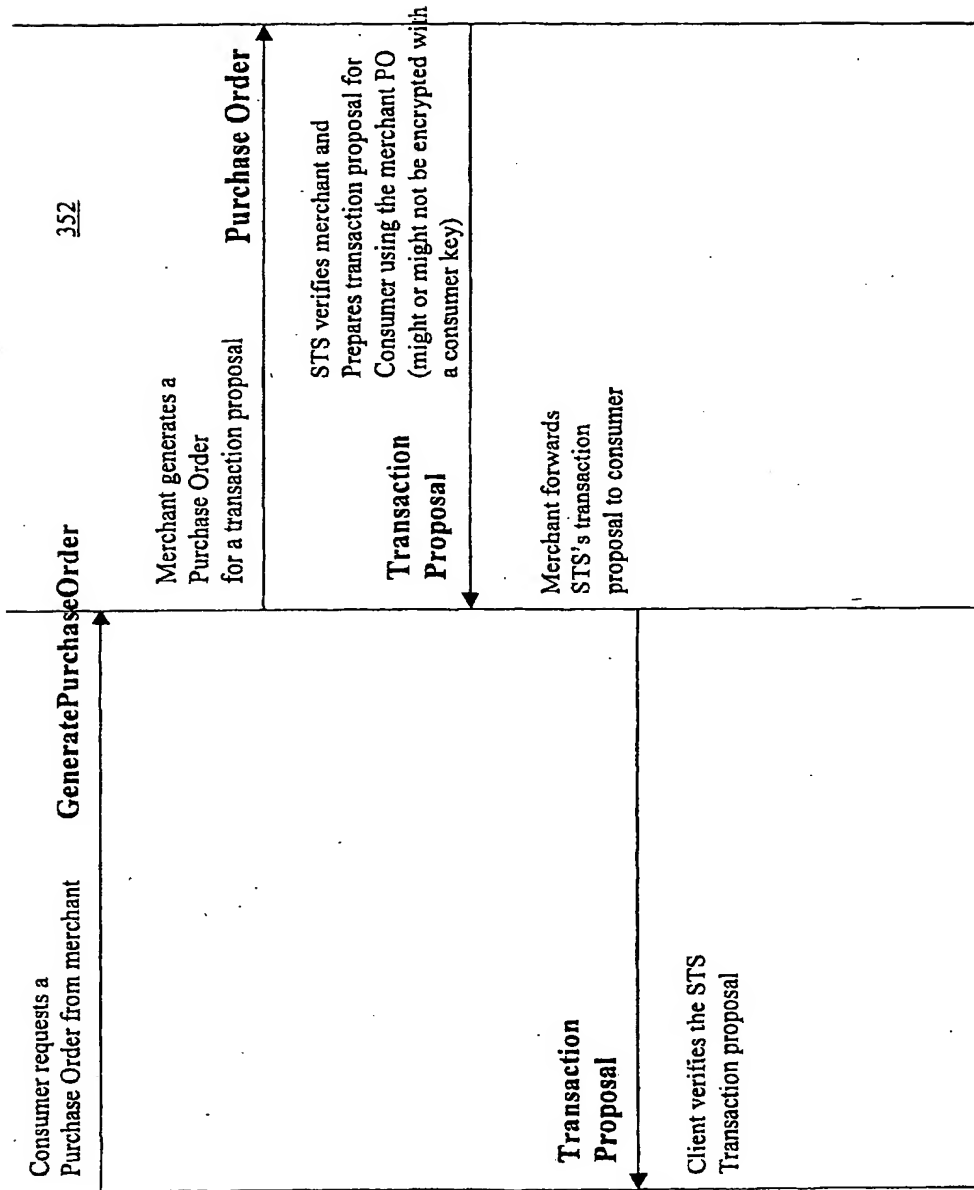 Consumer requests a
Purchase Order from merchant
GeneratePurchaseOrder
352
Merchant generates a
Purchase Order
for a transaction proposal
Purchase Order
STS verifies merchant and
Prepares transaction proposal for
Consumer using the merchant PO
(might or might not be encrypted with
a consumer key)
Transaction
Proposal
Merchant forwards
STS's transaction
proposal to consumer
Transaction
Proposal
Client verifies the STS
Transaction proposal